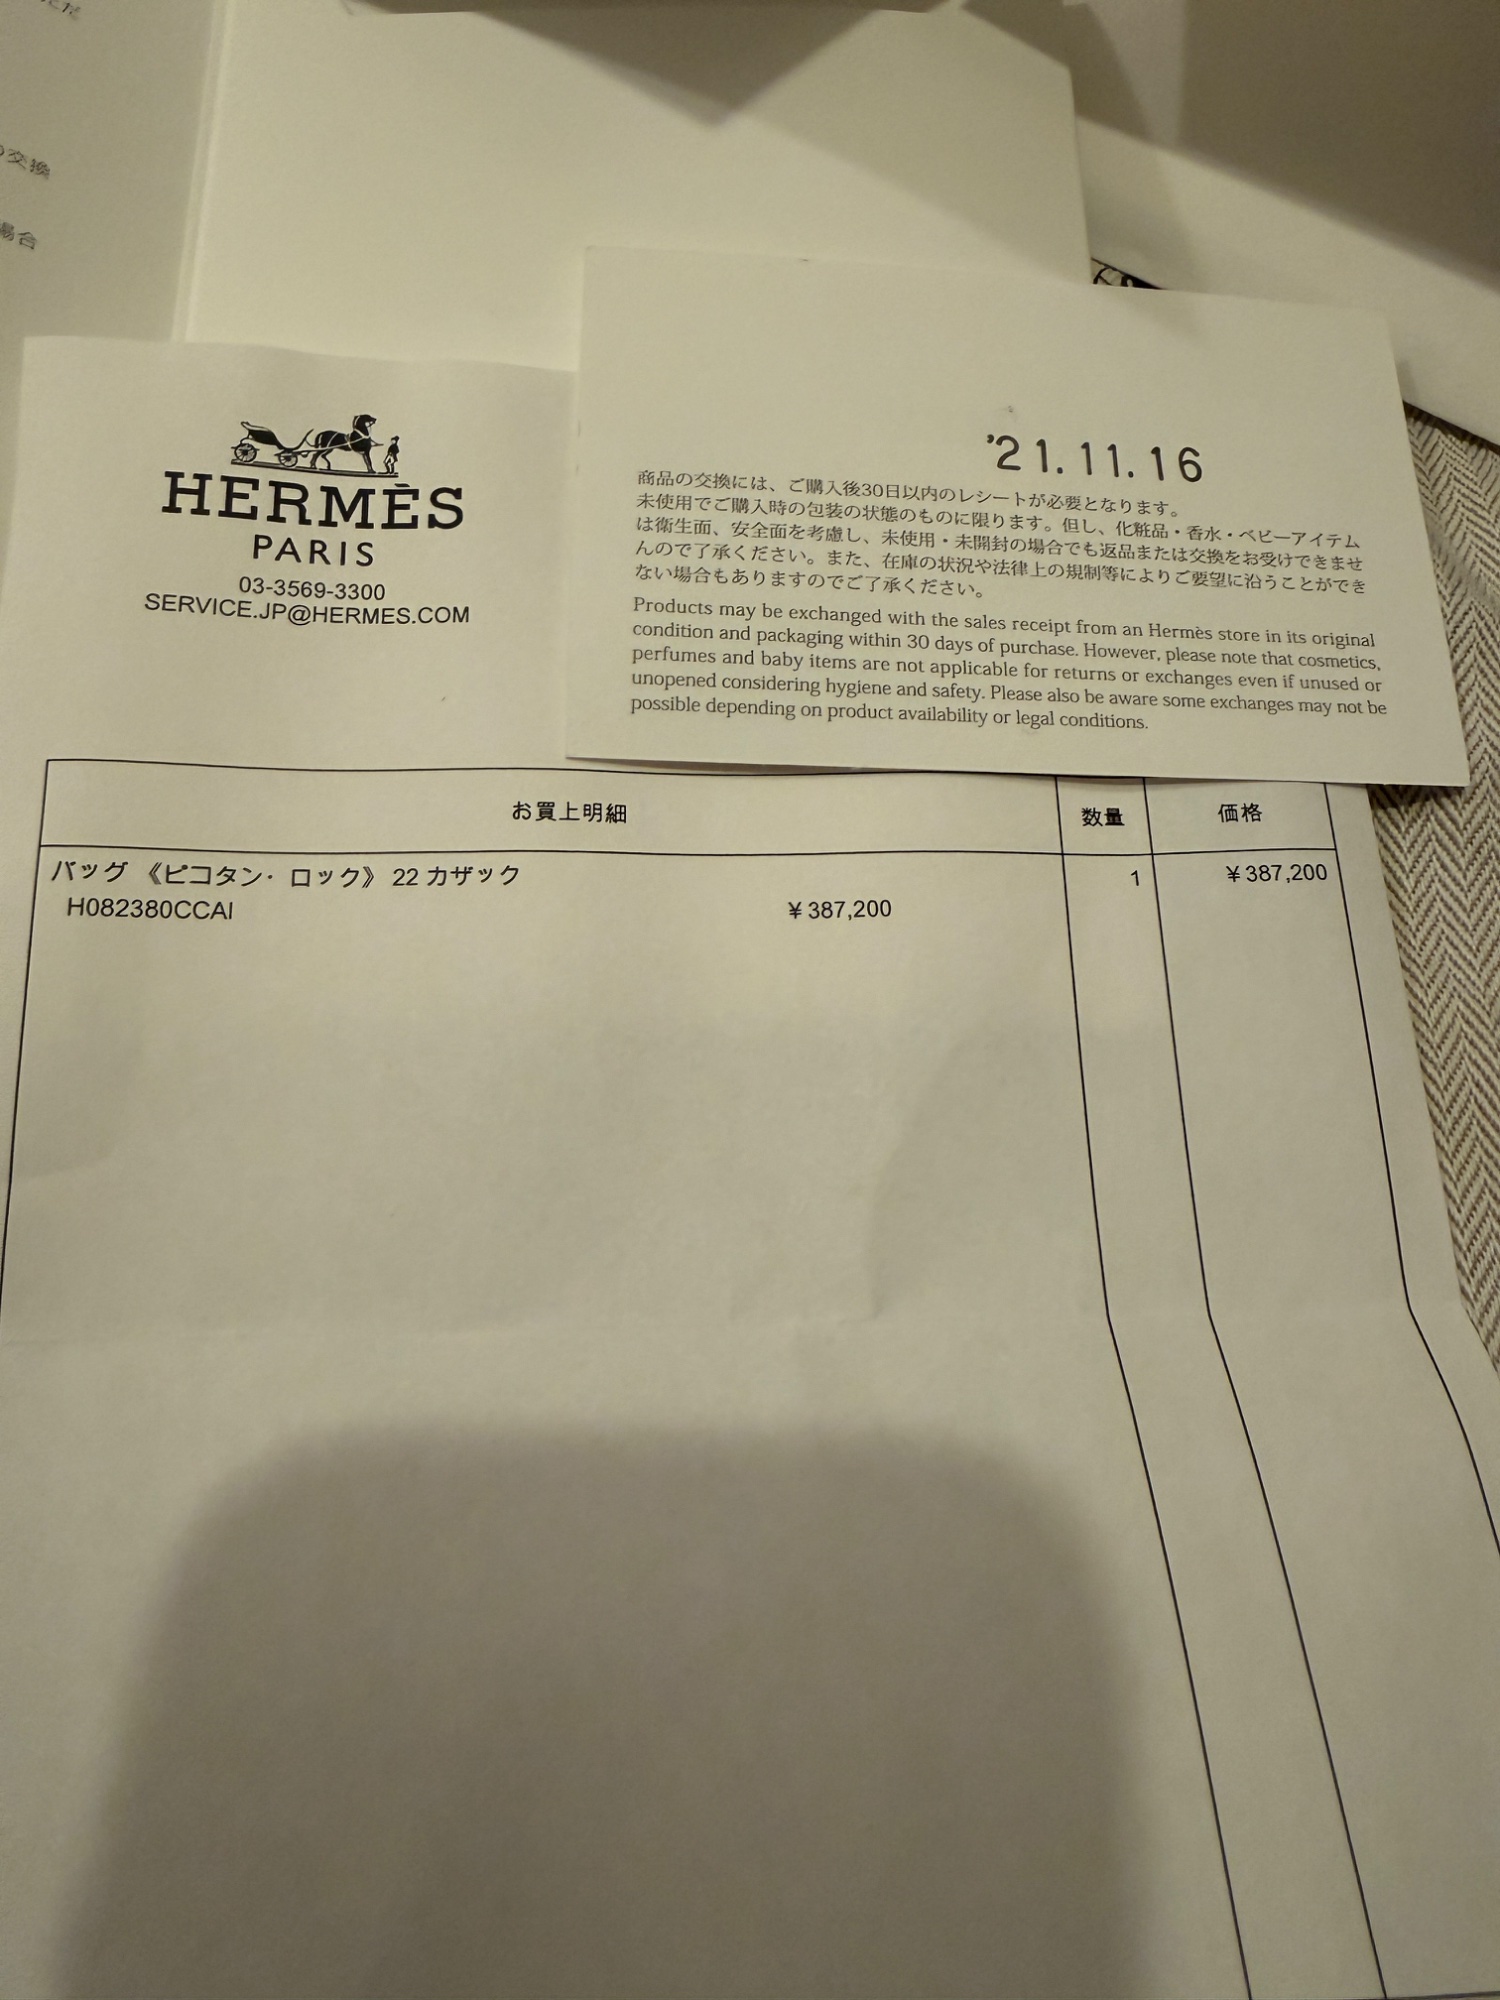 交換
場合
HERMÈS
PARIS
03-3569-3300
SERVICE.JP@HERMES.COM
'21.11.16
商品の交換には、ご購入後30日以内のレシートが必要となります。
未使用でご購入時の包装の状態のものに限ります。但し、化粧品・香水・ベビーアイテム
は衛生面、安全面を考慮し、未使用・未開封の場合でも返品または交換をお受けできませ
んので了承ください。また、在庫の状況や法律上の規制等によりご要望に沿うことができ
ない場合もありますのでご了承ください。
Products may be exchanged with the sales receipt from an Hermès store in its original
condition and packaging within 30 days of purchase. However, please note that cosmetics,
perfumes and baby items are not applicable for returns or exchanges even if unused or
unopened considering hygiene and safety. Please also be aware some exchanges may not be
possible depending on product availability or legal conditions.
お買上明細 数量 価格
バッグ 《ピコタン・ロック》 22 カザック 1 ¥387,200
H082380CCAI ¥387,200